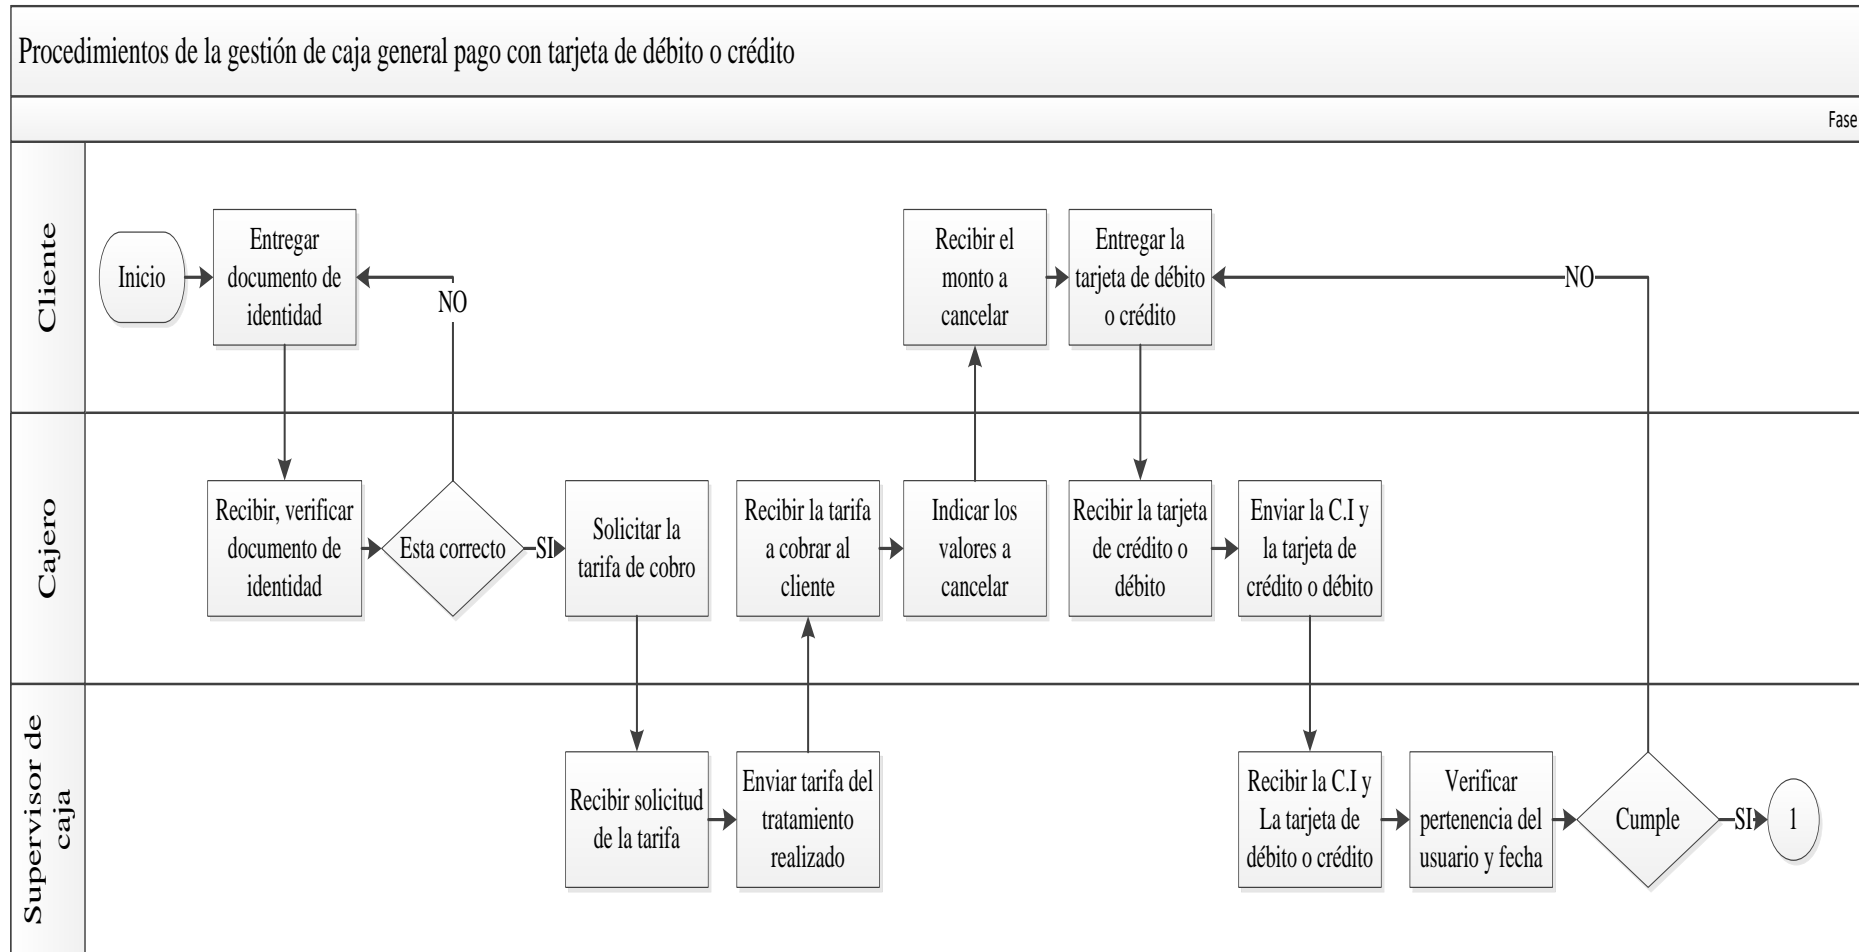 Procedimientos de la gestión de caja general pago con tarjeta de débito o crédito
Fase
Cliente
Inicio
Entregar
documento de
identidad
NO
Recibir el
monto a
cancelar
Entregar la
tarjeta de débito
o crédito
NO
Cajero
Recibir, verificar
documento de
identidad
Esta correcto
SI
Solicitar la
tarifa de cobro
Recibir la tarifa
a cobrar al
cliente
Indicar los
valores a
cancelar
Recibir la tarjeta
de crédito o
débito
Enviar la C.I y
la tarjeta de
crédito o débito
Supervisor de
caja
Recibir solicitud
de la tarifa
Enviar tarifa del
tratamiento
realizado
Recibir la C.I y
La tarjeta de
débito o crédito
Verificar
pertenencia del
usuario y fecha
Cumple
SI
1